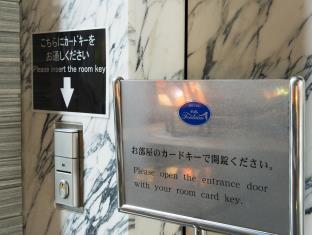 こちらにカードキーを
お通しください
Please insert the room key
HOTEL
お部屋のカードキーで開錠ください。
Please open the entrance door
with your room card key.